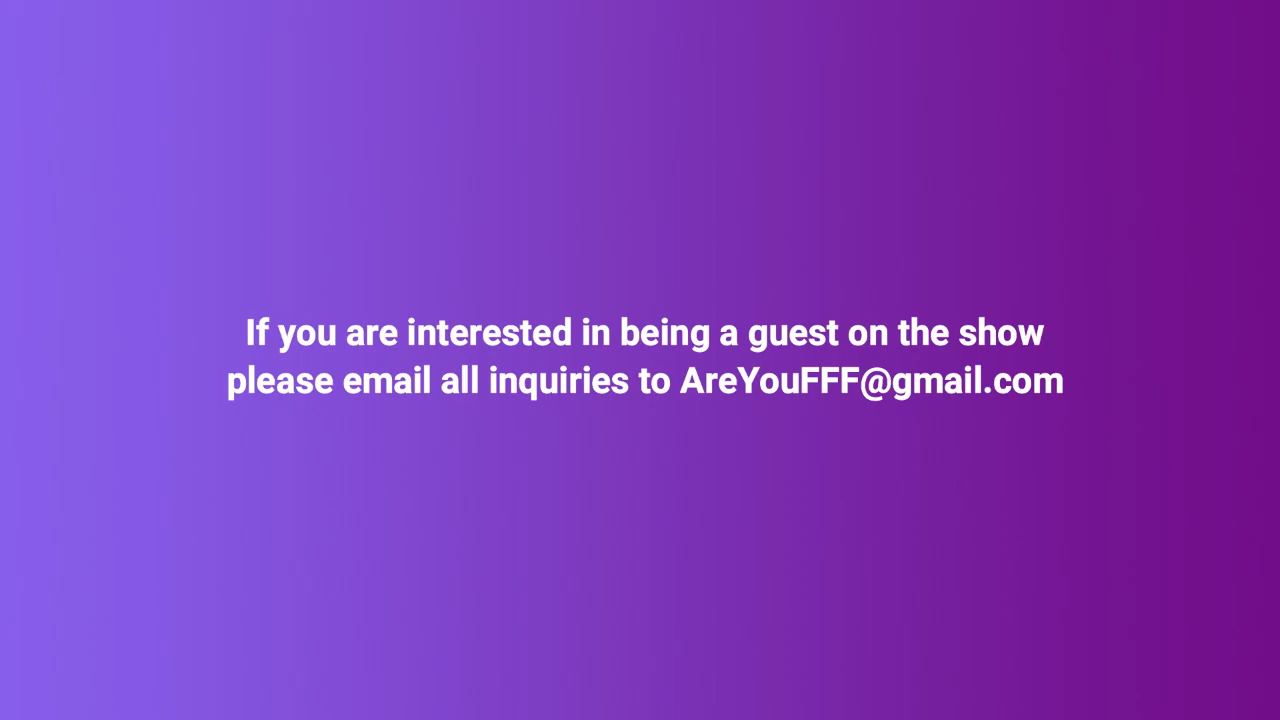 If you are interested in being a guest on the show
please email all inquiries to AreYouFFF@gmail.com